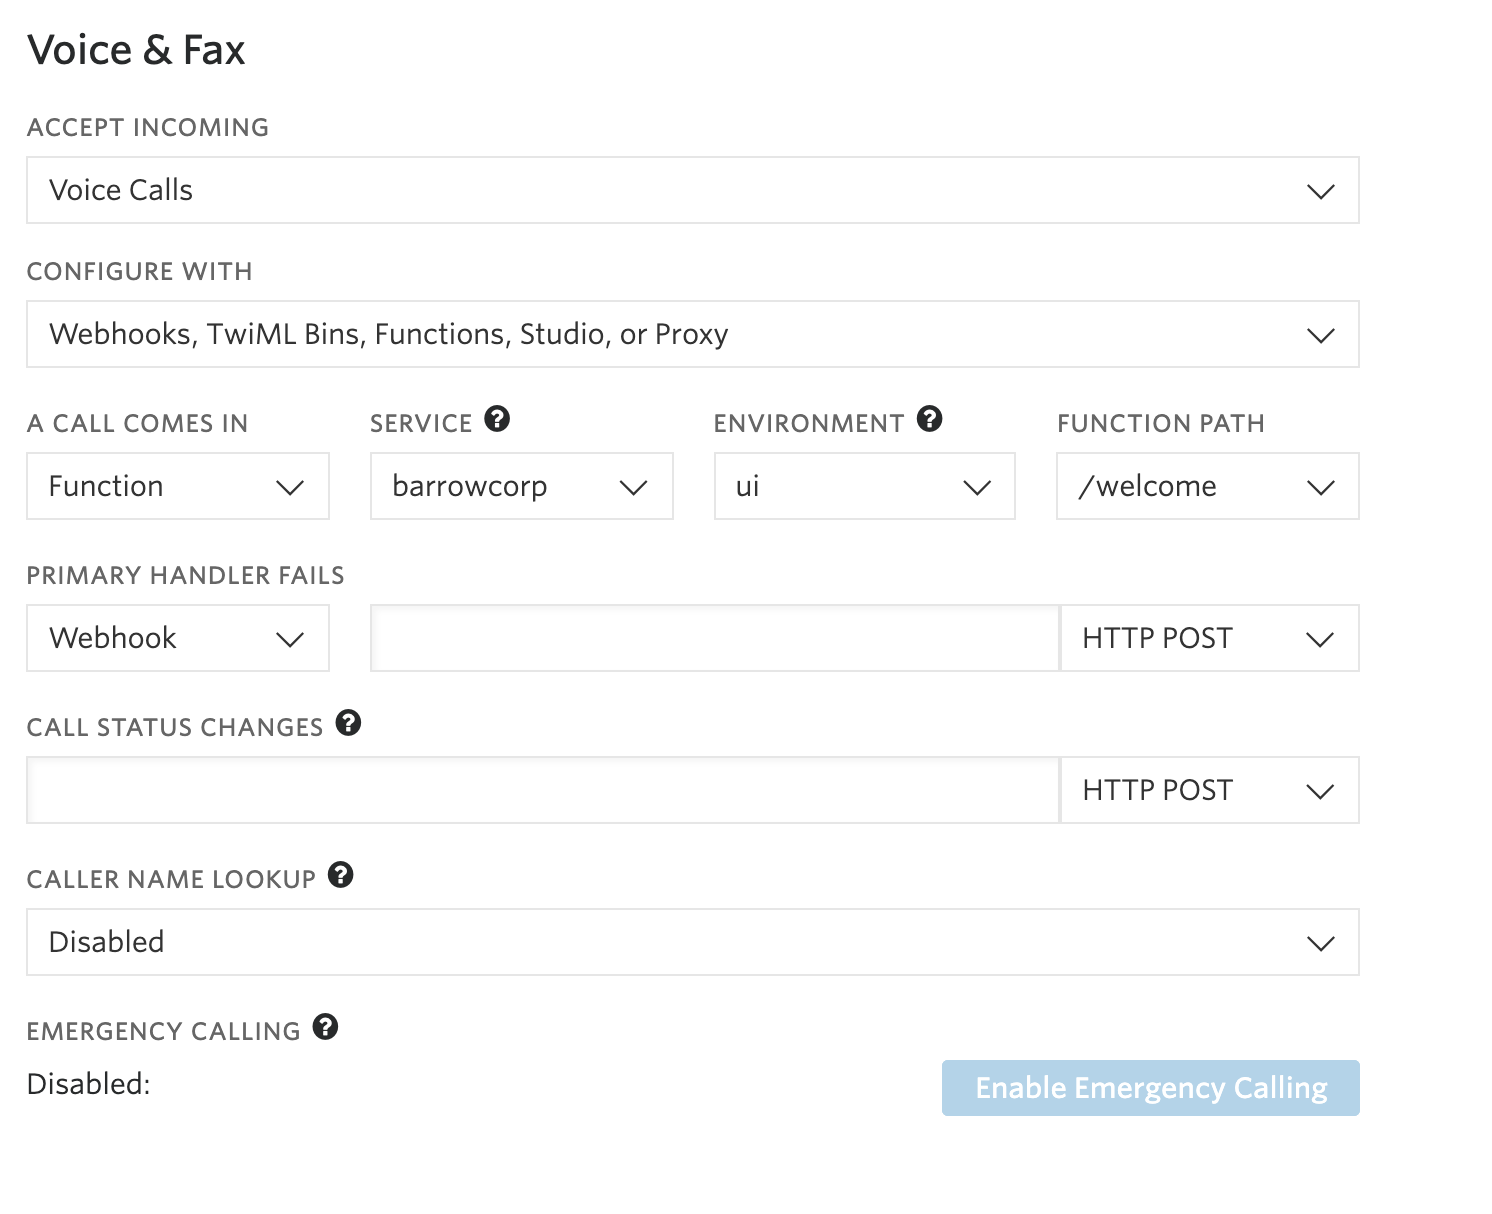 Voice & Fax
ACCEPT INCOMING
Voice Calls
CONFIGURE WITH
Webhooks, TwiML Bins, Functions, Studio, or Proxy
A CALL COMES IN SERVICE ? ENVIRONMENT ? FUNCTION PATH
Function barrowcorp ui /welcome
PRIMARY HANDLER FAILS
Webhook HTTP POST
CALL STATUS CHANGES ?
HTTP POST
CALLER NAME LOOKUP ?
Disabled
EMERGENCY CALLING ?
Disabled: Enable Emergency Calling